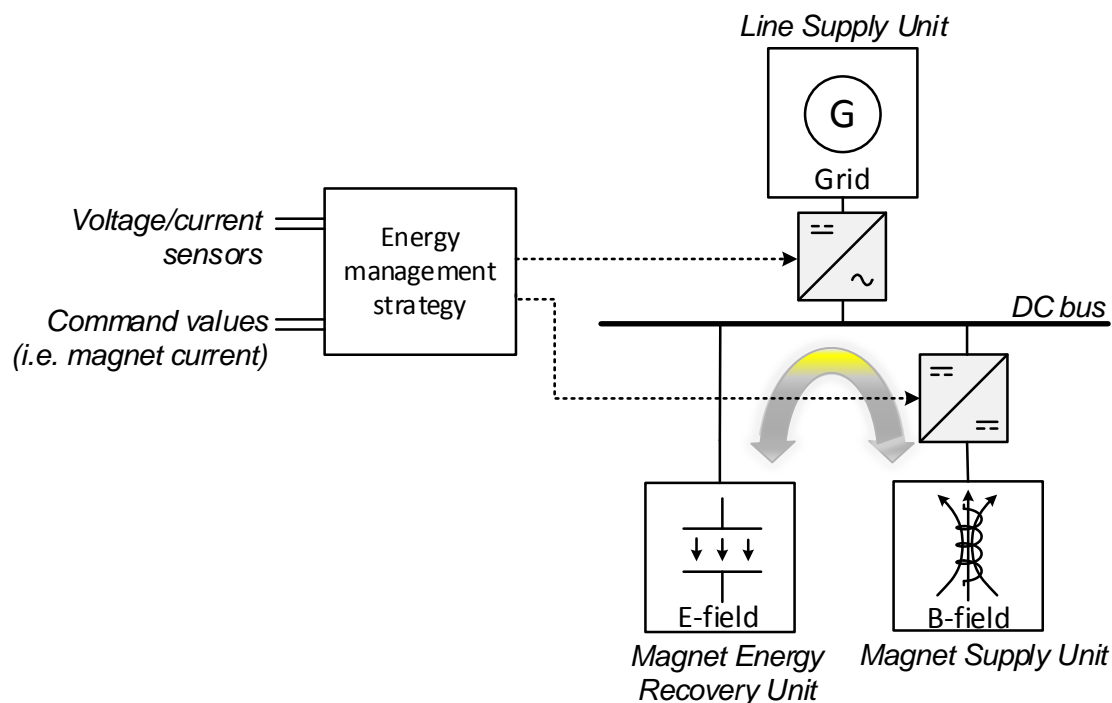 Line Supply Unit
G
Grid
Voltage/current
sensors
Energy
management
strategy
Command values
(i.e. magnet current)
DC bus
E-field
B-field
Magnet Energy
Recovery Unit
Magnet Supply Unit